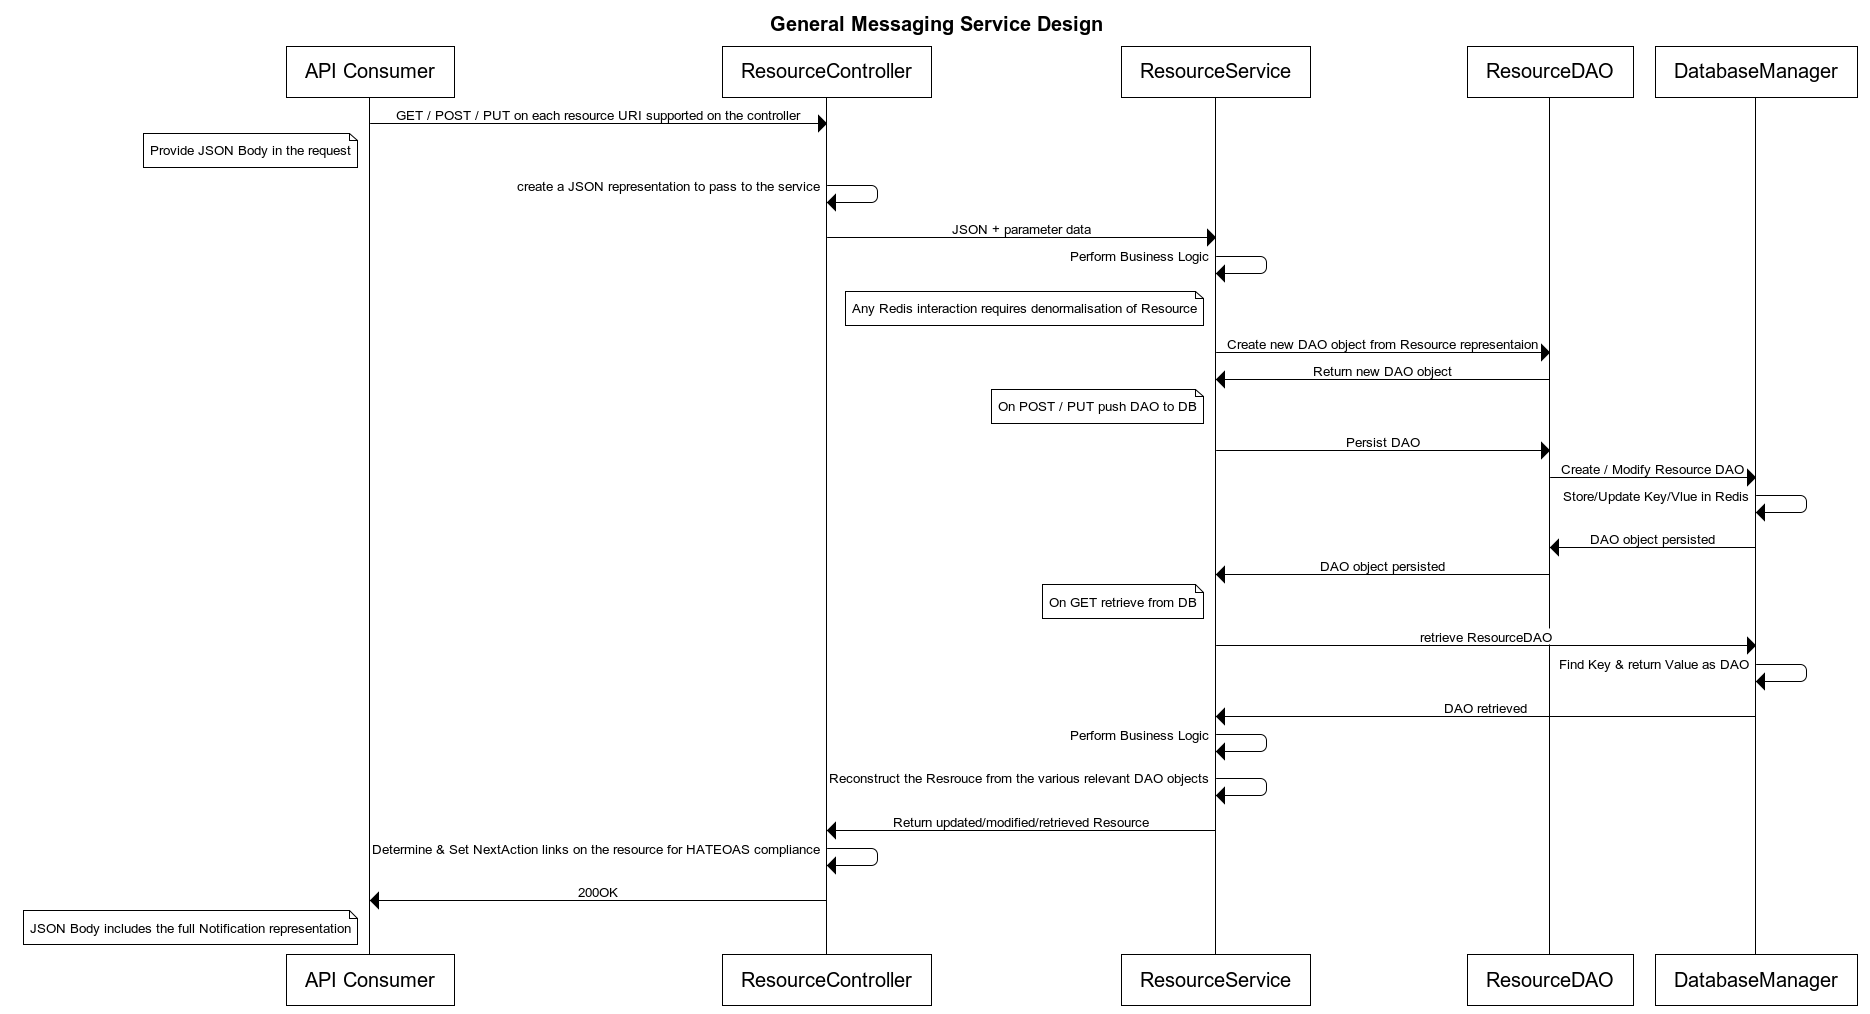 General Messaging Service Design
API Consumer
ResourceController
ResourceService
ResourceDAO
DatabaseManager
GET / POST / PUT on each resource URI supported on the controller
Provide JSON Body in the request
create a JSON representation to pass to the service
JSON + parameter data
Perform Business Logic
Any Redis interaction requires denormalisation of Resource
Create new DAO object from Resource representaion
Return new DAO object
On POST / PUT push DAO to DB
Persist DAO
Create / Modify Resource DAO
Store/Update Key/Vlue in Redis
DAO object persisted
DAO object persisted
On GET retrieve from DB
retrieve ResourceDAO
Find Key & return Value as DAO
DAO retrieved
Perform Business Logic
Reconstruct the Resrouce from the various relevant DAO objects
Return updated/modified/retrieved Resource
Determine & Set NextAction links on the resource for HATEOAS compliance
200OK
JSON Body includes the full Notification representation
API Consumer
ResourceController
ResourceService
ResourceDAO
DatabaseManager